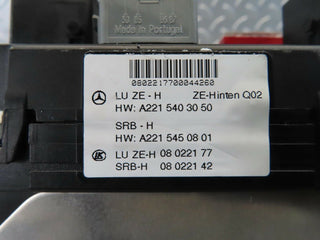 Made in Portugal
0802217700044260
LU ZE - H ZE-Hinten Q02
HW: A221 540 30 50
SRB - H
HW: A221 545 08 01
LU ZE-H 08 0221 77
SRB-H 08 0221 42